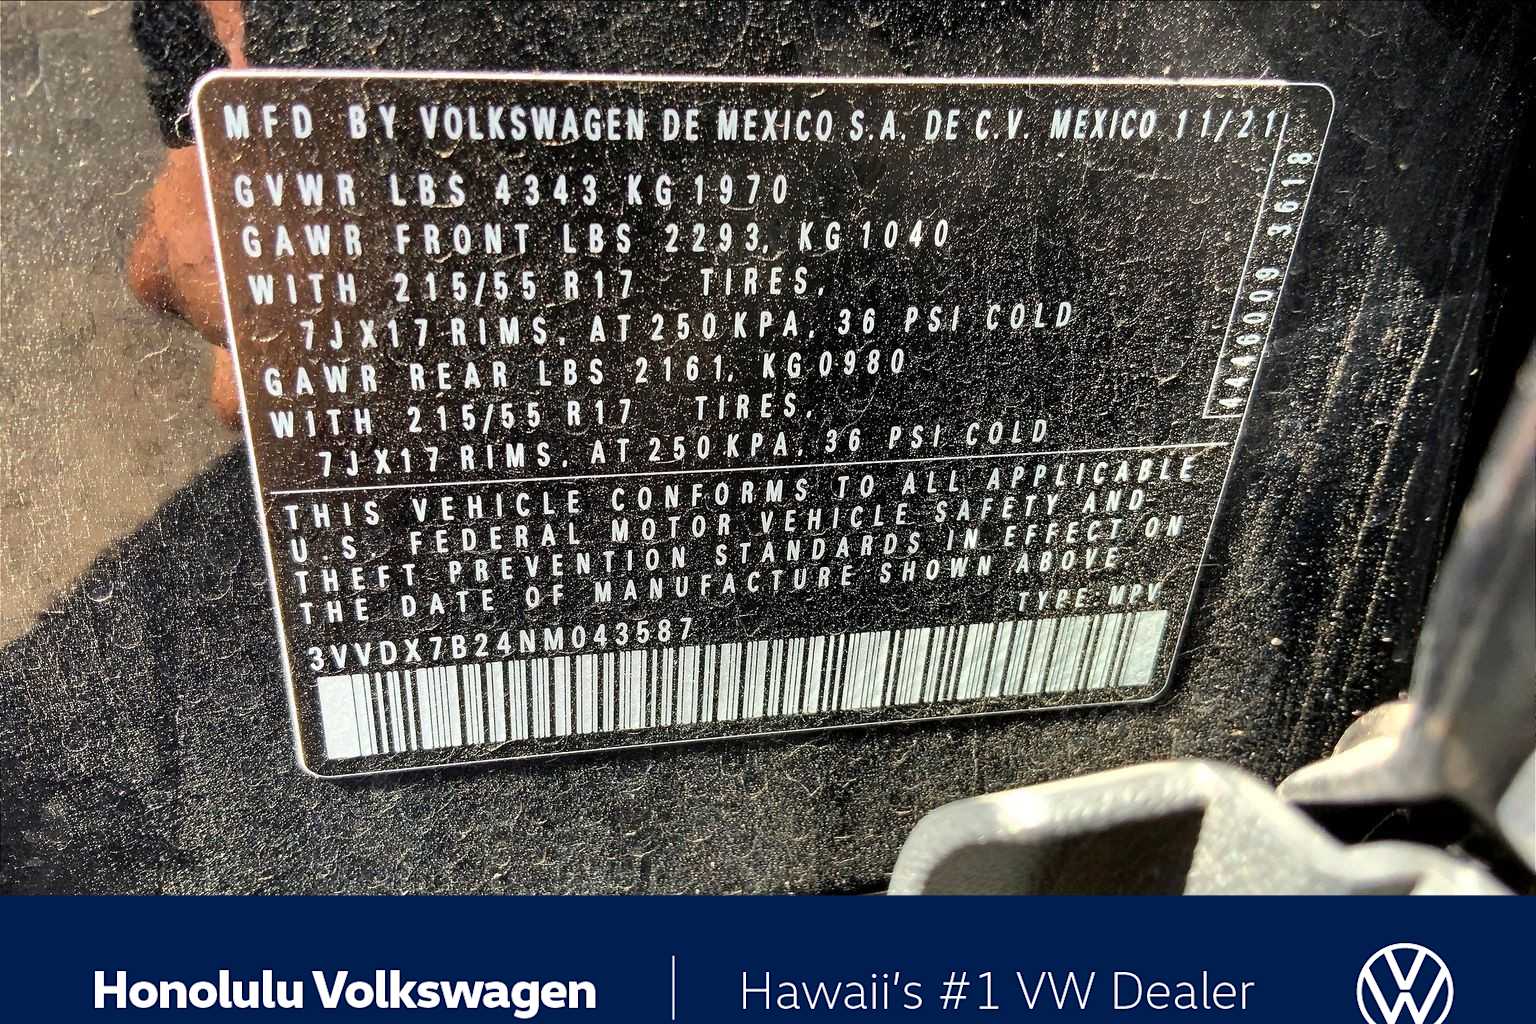 MFD BY VOLKSWAGEN DE MEXICO S.A. DE C.V. MEXICO 11/21
GVWR LBS 4343 KG 1970
GAWR FRONT LBS 2293, KG 1040
WITH 215/55 R17 TIRES,
7JX17 RIMS, AT 250 KPA, 36 PSI COLD
GAWR REAR LBS 2161, KG 0980
WITH 215/55 R17 TIRES,
7JX17 RIMS, AT 250 KPA, 36 PSI COLD
THIS VEHICLE CONFORMS TO ALL APPLICABLE
U.S. FEDERAL MOTOR VEHICLE SAFETY AND
THEFT PREVENTION STANDARDS IN EFFECT ON
THE DATE OF MANUFACTURE SHOWN ABOVE
TYPE: MPV
3VVDX7B24NM043587
3618
Honolulu Volkswagen
Hawaii's #1 VW Dealer